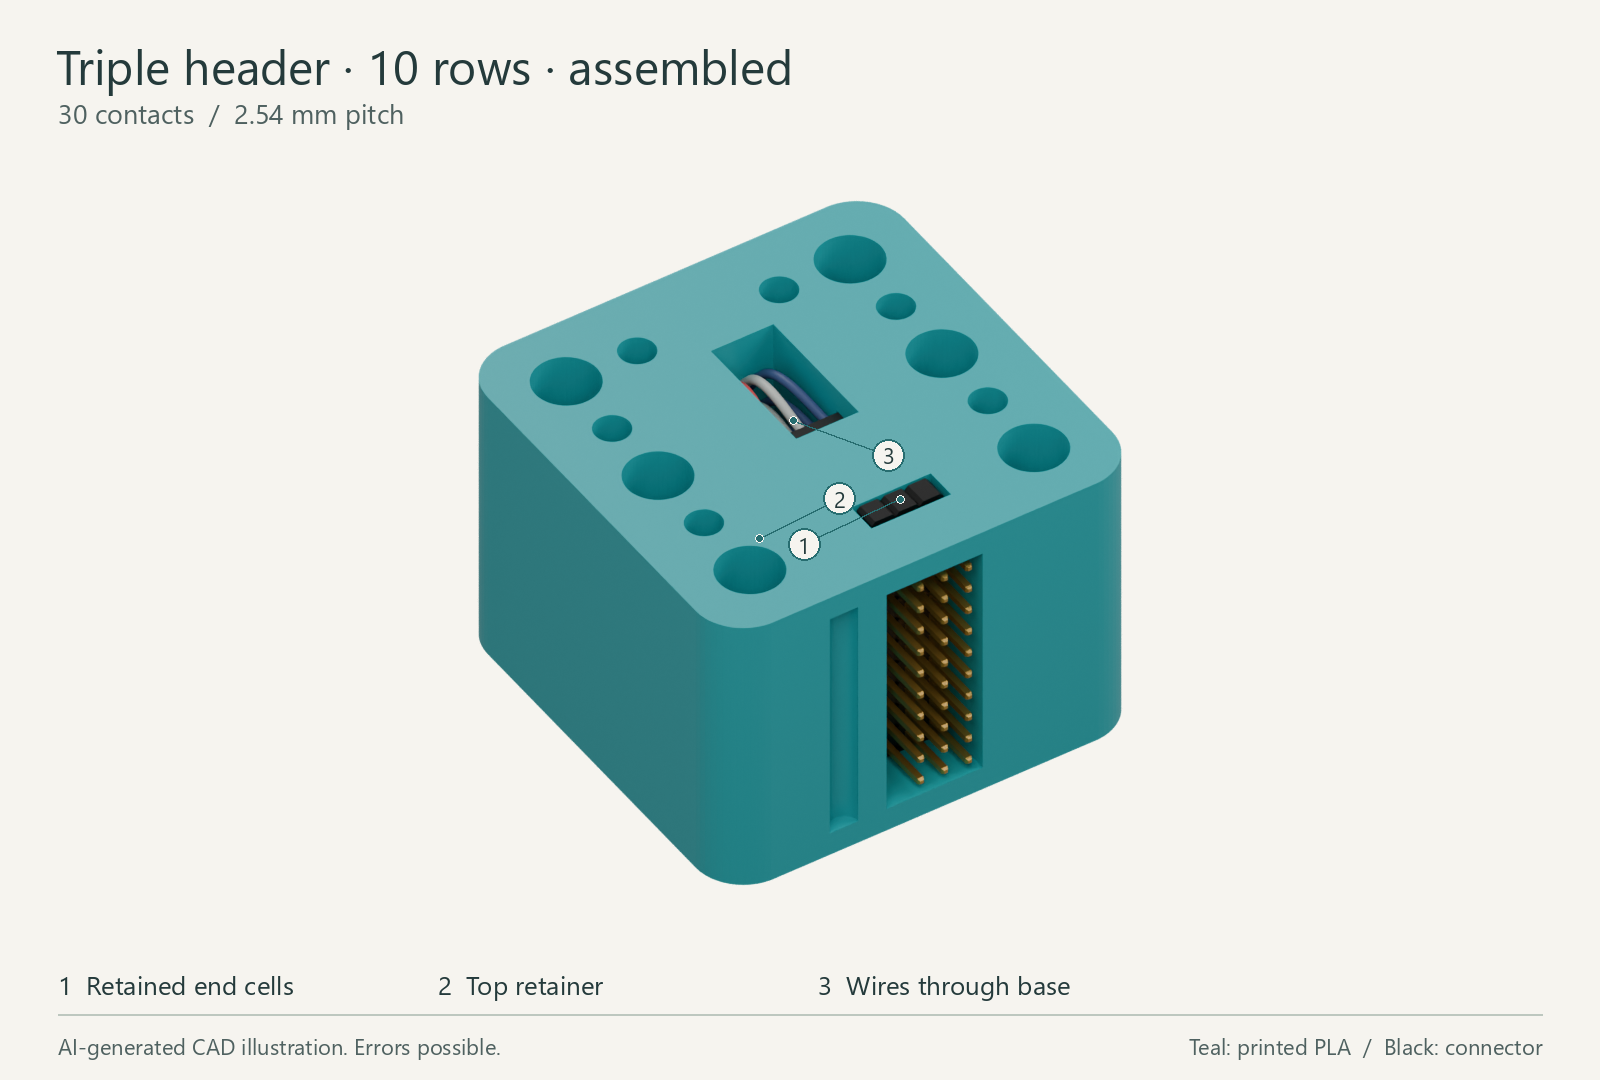 Triple header · 10 rows · assembled
30 contacts / 2.54 mm pitch
3
2
1
1 Retained end cells
2 Top retainer
3 Wires through base
AI-generated CAD illustration. Errors possible.
Teal: printed PLA / Black: connector